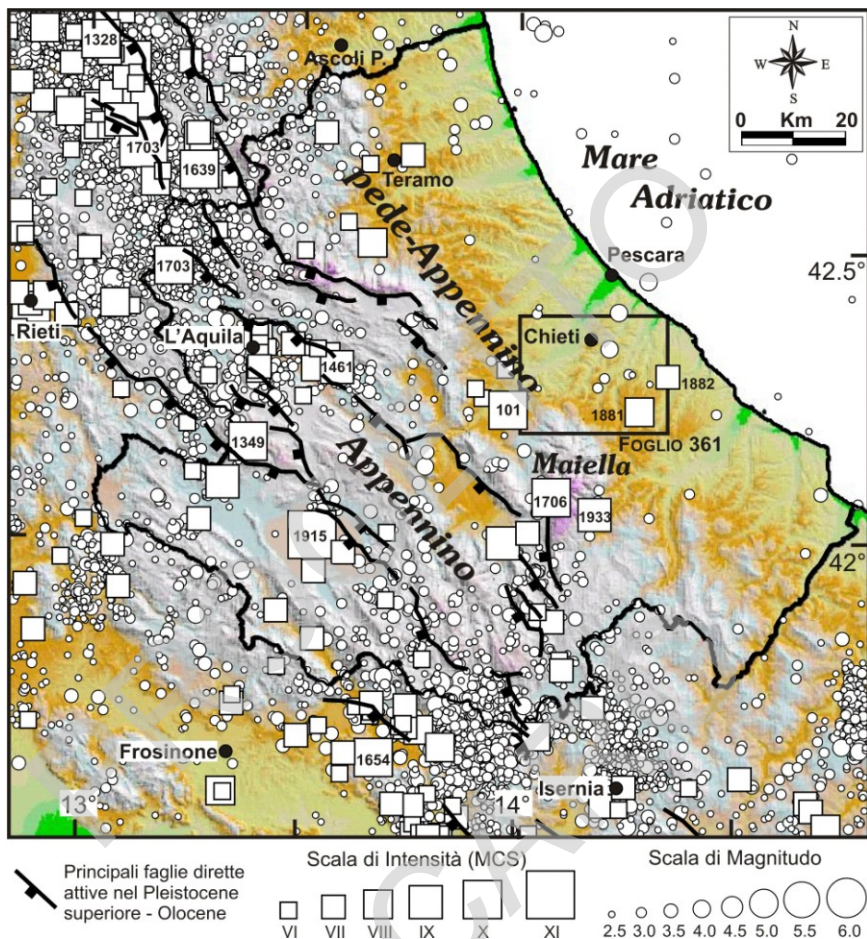 1328
Ascoli P.
N
W E
S
0 Km 20
1703
1639
Teramo
Mare
Adriatico
pede-Appennino
1703
Pescara
42.5°
Rieti
L'Aquila
Chieti
1461
1882
101
1881
FOGLIO 361
1349
Maiella
Appennino
1706
1933
1915
42°
Frosinone
1654
Isernia
13°
14°
Principali faglie dirette
attive nel Pleistocene
superiore - Olocene
Scala di Intensità (MCS)
VI VII VIII IX X XI
Scala di Magnitudo
2.5 3.0 3.5 4.0 4.5 5.0 5.5 6.0